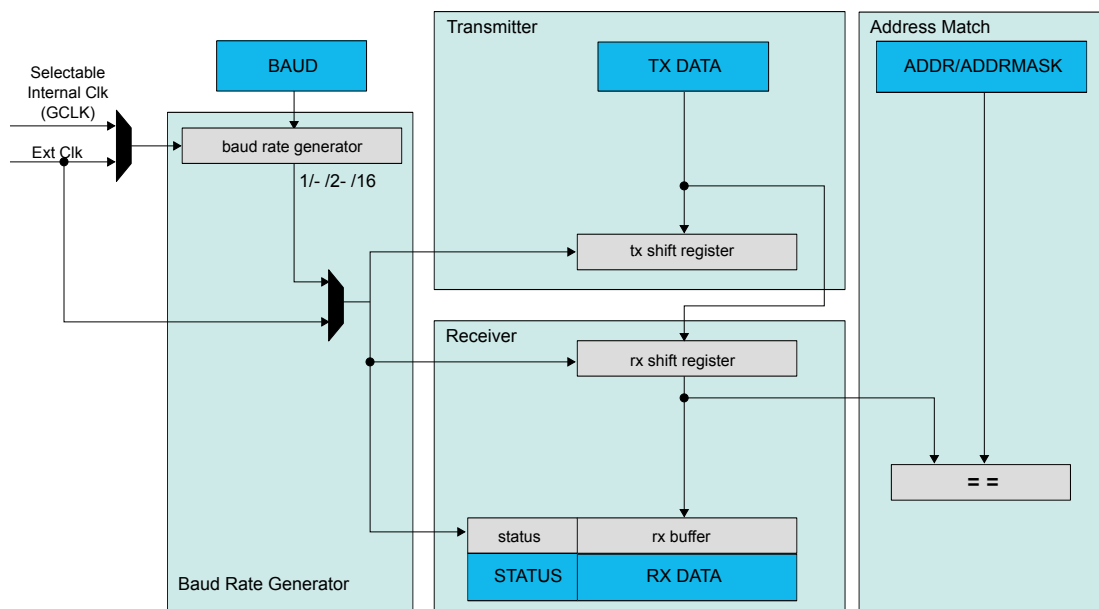 Transmitter
Address Match
BAUD
TX DATA
ADDR/ADDRMASK
Selectable
Internal Clk
(GCLK)
baud rate generator
Ext Clk
1/- /2- /16
tx shift register
Receiver
rx shift register
= =
status
rx buffer
STATUS
RX DATA
Baud Rate Generator